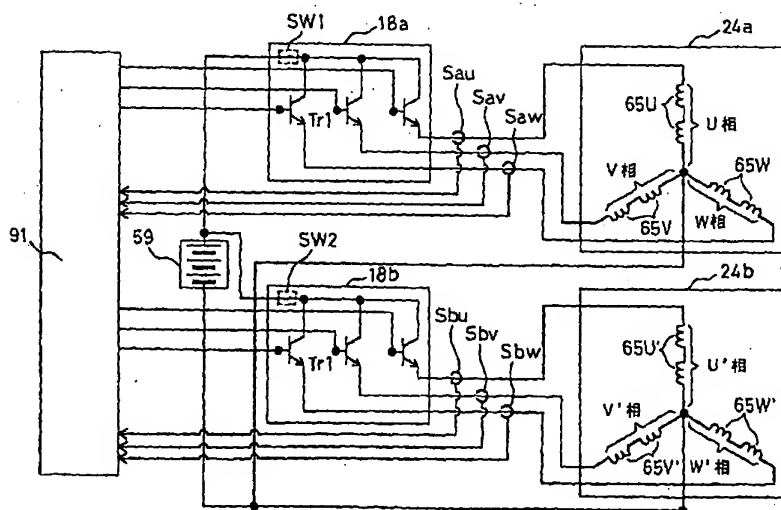 SW1
18a
24a
Sau
Sav
Saw
Tr1
65U
U相
V相
65W
65V
W相
91
59
SW2
18b
24b
Sbu
Sbv
Sbw
Tr1
65U'
U'相
V'相
65W'
65V'
W'相